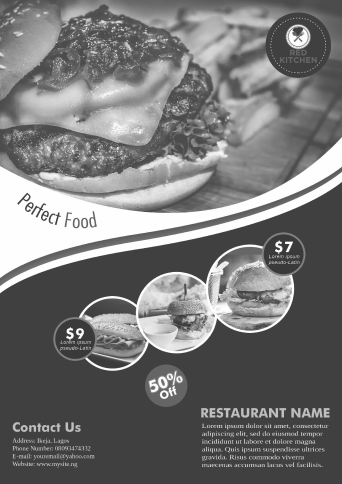 RED
KITCHEN
Perfect Food
$7
Lorem ipsum
pseudo-Latin
$9
Lorem ipsum
pseudo-Latin
50%
Off
Contact Us
Address: Ikeja, Lagos
Phone Number: 08093474332
E-mail: youremail@yahoo.com
Website: www.mysite.ng
RESTAURANT NAME
Lorem ipsum dolor sit amet, consectetur
adipiscing elit, sed do eiusmod tempor
incididunt ut labore et dolore magna
aliqua. Quis ipsum suspendisse ultrices
gravida. Risus commodo viverra
maecenas accumsan lacus vel facilisis.